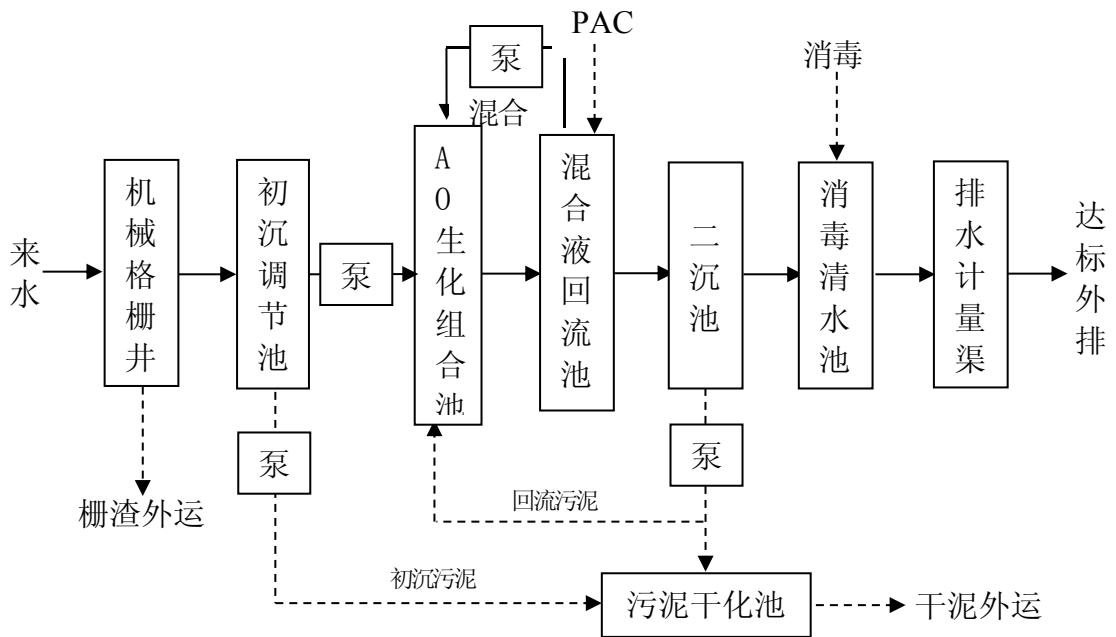 PAC
泵
消毒
混合
来水
机械格栅井
初沉调节池
泵
AO生化组合池
混合液回流池
二沉池
消毒清水池
排水计量渠
达标外排
泵
泵
栅渣外运
回流污泥
初沉污泥
污泥干化池
干泥外运